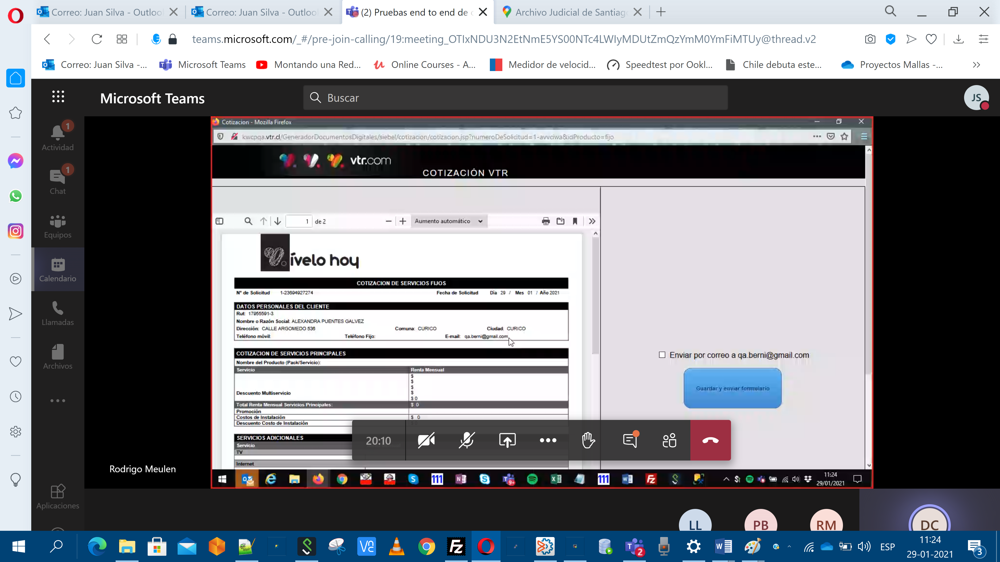 Correo: Juan Silva - Outlool
Correo: Juan Silva - Outlool
(2) Pruebas end to end de c
Archivo Judicial de Santiago
teams.microsoft.com/_#/pre-join-calling/19:meeting_OTIxNDU3N2EtNmE5YS00NTc4LWIyMDUtZmQzYmM0YmFiMTUy@thread.v2
Correo: Juan Silva -...
Microsoft Teams
Montando una Red...
Online Courses - A...
Medidor de velocid...
Speedtest por Ookl...
Chile debuta este...
Proyectos Mallas -...
Microsoft Teams
Buscar
JS
1
Actividad
1
Chat
Equipos
Calendario
Llamadas
Archivos
Aplicaciones
Cotizacion - Mozilla Firefox
kwcpqa.vtr.cl/GeneradorDocumentosDigitales/siebel/cotizacion/cotizacion.jsp?numeroDeSolicitud=1-avvciwa&idProducto=fijo
vtr.com
COTIZACIÓN VTR
1 de 2
Aumento automático
V.ívelo hoy
COTIZACION DE SERVICIOS FIJOS
N° de Solicitud 1-23694927274 Fecha de Solicitud Día 29 / Mes 01 / Año 2021
DATOS PERSONALES DEL CLIENTE
Rut: 17955591-3
Nombre o Razón Social: ALEXANDRA PUENTES GALVEZ
Dirección: CALLE ARGOMEDO 536 Comuna: CURICO Ciudad: CURICO
Teléfono móvil: Teléfono Fijo: E-mail: qa.berni@gmail.com
COTIZACION DE SERVICIOS PRINCIPALES
Nombre del Producto (Pack/Servicio):
Servicio Renta Mensual
$
$
$
Descuento Multiservicio $
$ 0
Total Renta Mensual Servicios Principales: $ 0
Promoción
Costos de Instalación $ 0
Descuento Costo de Instalación
SERVICIOS ADICIONALES
Servicio
TV
Internet
Enviar por correo a qa.berni@gmail.com
Guardar y enviar formulario
20:10
Rodrigo Meulen
11:24
29/01/2021
LL
PB
RM
DC
ESP
11:24
29-01-2021
3